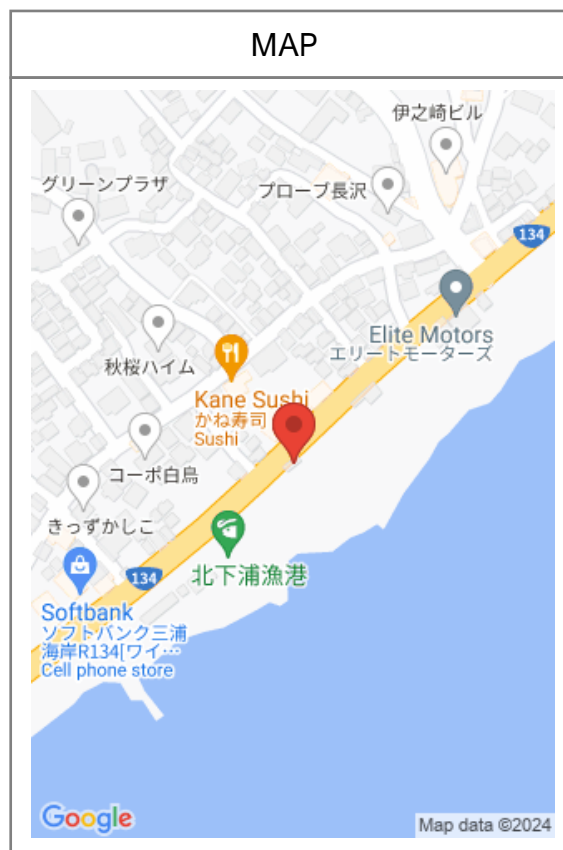 MAP
伊之崎ビル
グリーンプラザ
プローブ長沢
134
Elite Motors
エリートモーターズ
秋桜ハイム
Kane Sushi
かね寿司
Sushi
コーポ白鳥
きっずかしこ
北下浦漁港
134
Softbank
ソフトバンク三浦
海岸R134[ワイ…
Cell phone store
Google
Map data ©2024